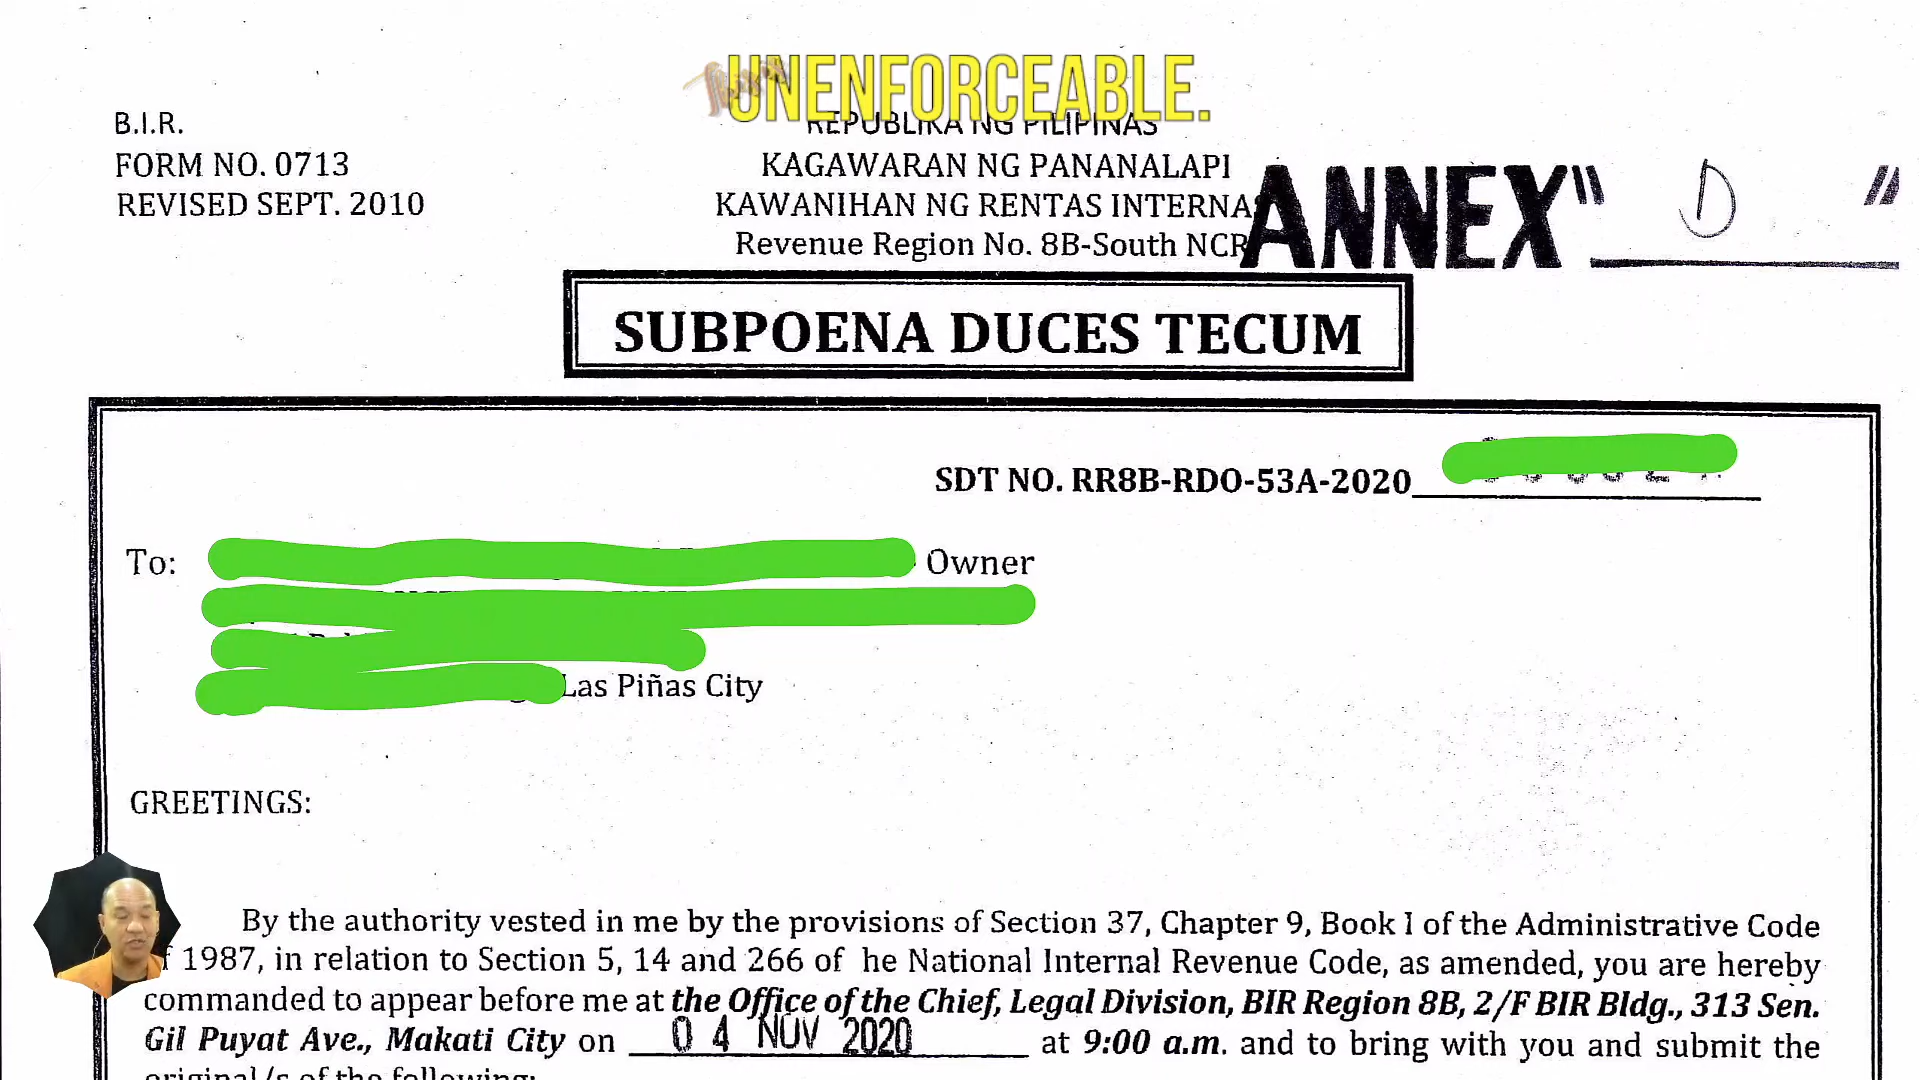 UNENFORCEABLE.
B.I.R.
FORM NO. 0713
REVISED SEPT. 2010
REPUBLIKA NG PILIPINAS
KAGAWARAN NG PANANALAPI
KAWANIHAN NG RENTAS INTERNA
Revenue Region No. 8B-South NCR
ANNEX" D "
SUBPOENA DUCES TECUM
SDT NO. RR8B-RDO-53A-2020
To: Owner
Las Piñas City
GREETINGS:
By the authority vested in me by the provisions of Section 37, Chapter 9, Book I of the Administrative Code
f 1987, in relation to Section 5, 14 and 266 of he National Internal Revenue Code, as amended, you are hereby
commanded to appear before me at the Office of the Chief, Legal Division, BIR Region 8B, 2/F BIR Bldg., 313 Sen.
Gil Puyat Ave., Makati City on 04 NOV 2020 at 9:00 a.m. and to bring with you and submit the
original/s of the following: